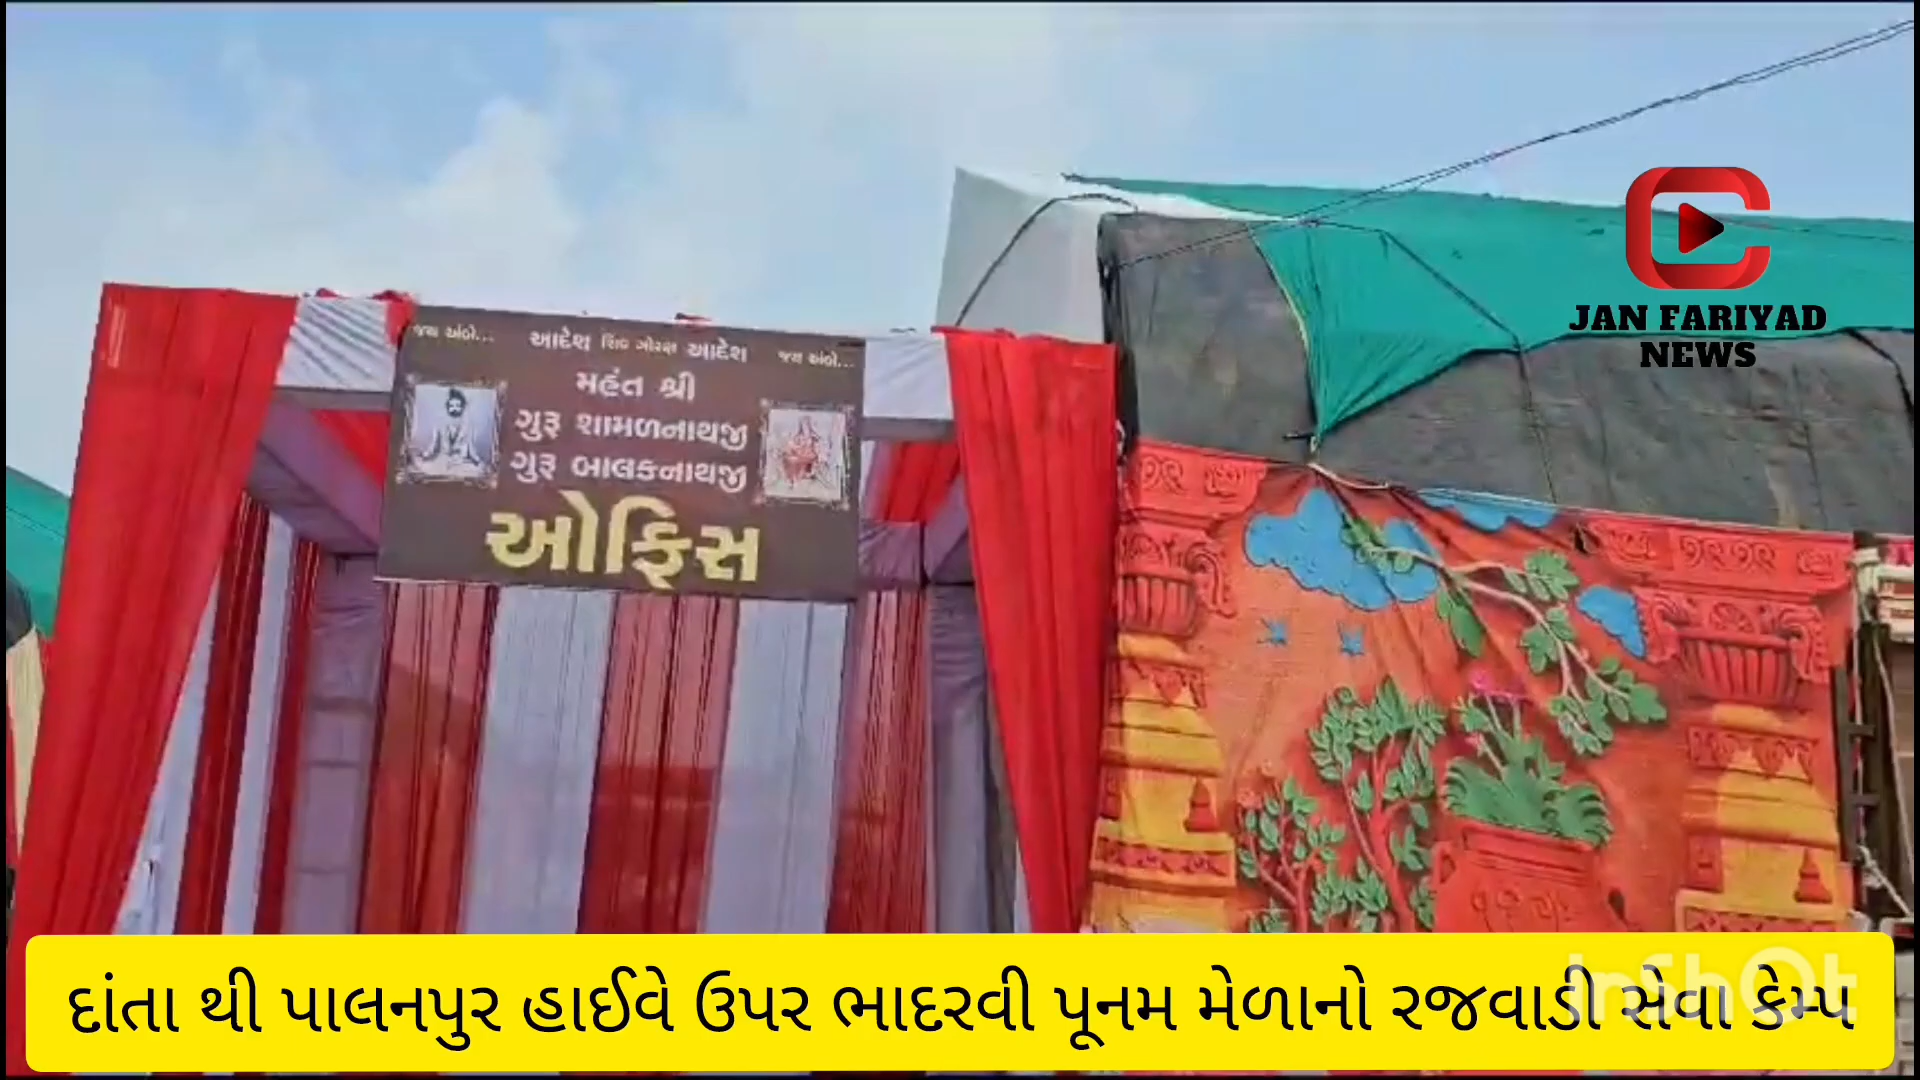 જય અંબે...
આદેશ શિવ ગોરક્ષ આદેશ
જય અંબે...
મહંત શ્રી
ગુરૂ શામળનાથજી
ગુરૂ બાલકનાથજી
ઓફિસ
JAN FARIYAD
NEWS
દાંતા થી પાલનપુર હાઈવે ઉપર ભાદરવી પૂનમ મેળાનો રજવાડી સેવા કેમ્પ
InShOt